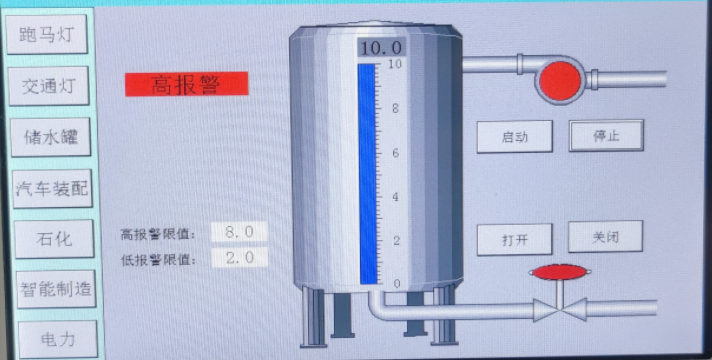 跑马灯
交通灯
储水罐
汽车装配
石化
智能制造
电力
高报警
高报警限值： 8.0
低报警限值： 2.0
10.0
10
8
6
4
2
0
启动 停止
打开 关闭